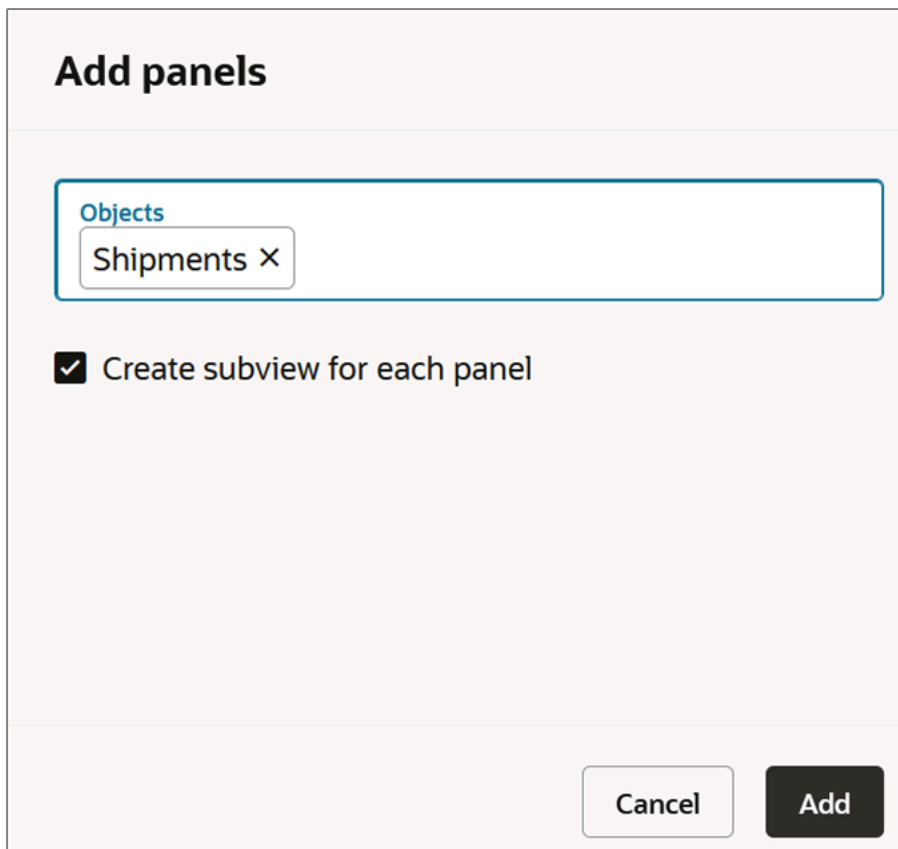 Add panels
Objects
Shipments ×
Create subview for each panel
Cancel
Add